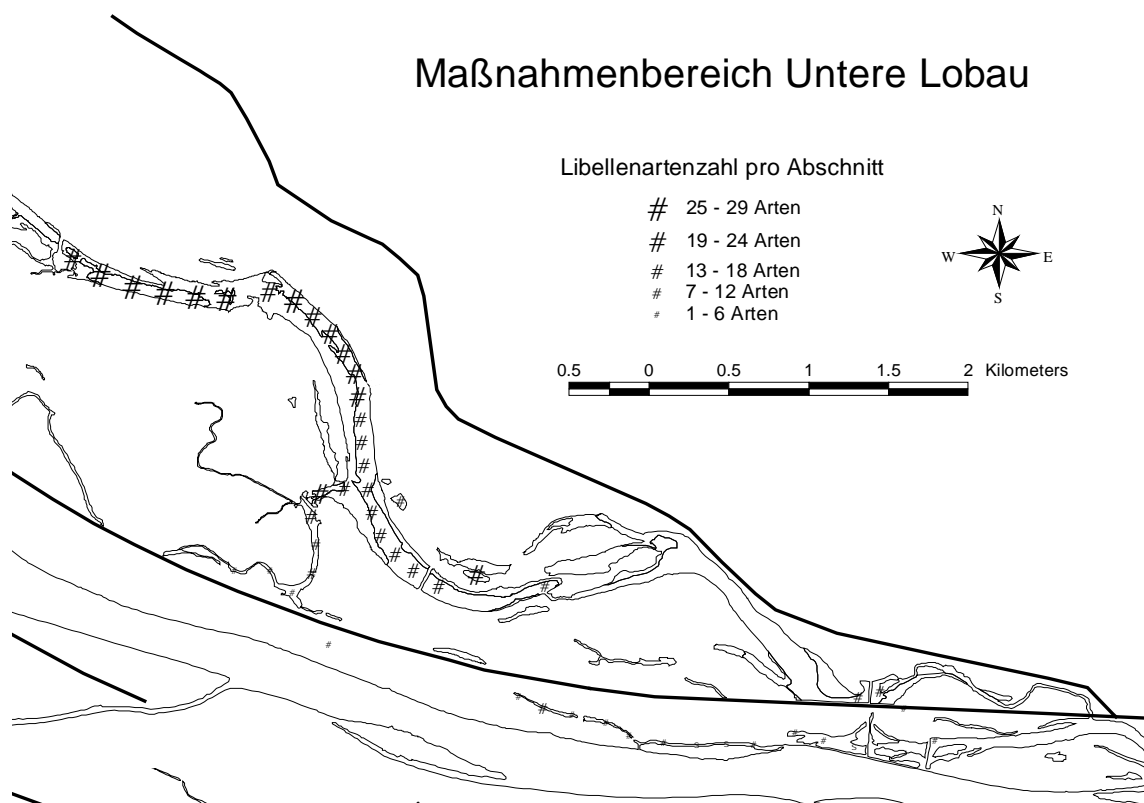 Maßnahmenbereich Untere Lobau
Libellenartenzahl pro Abschnitt
# 25 - 29 Arten
# 19 - 24 Arten
# 13 - 18 Arten
# 7 - 12 Arten
# 1 - 6 Arten
N
W E
S
0.5 0 0.5 1 1.5 2 Kilometers